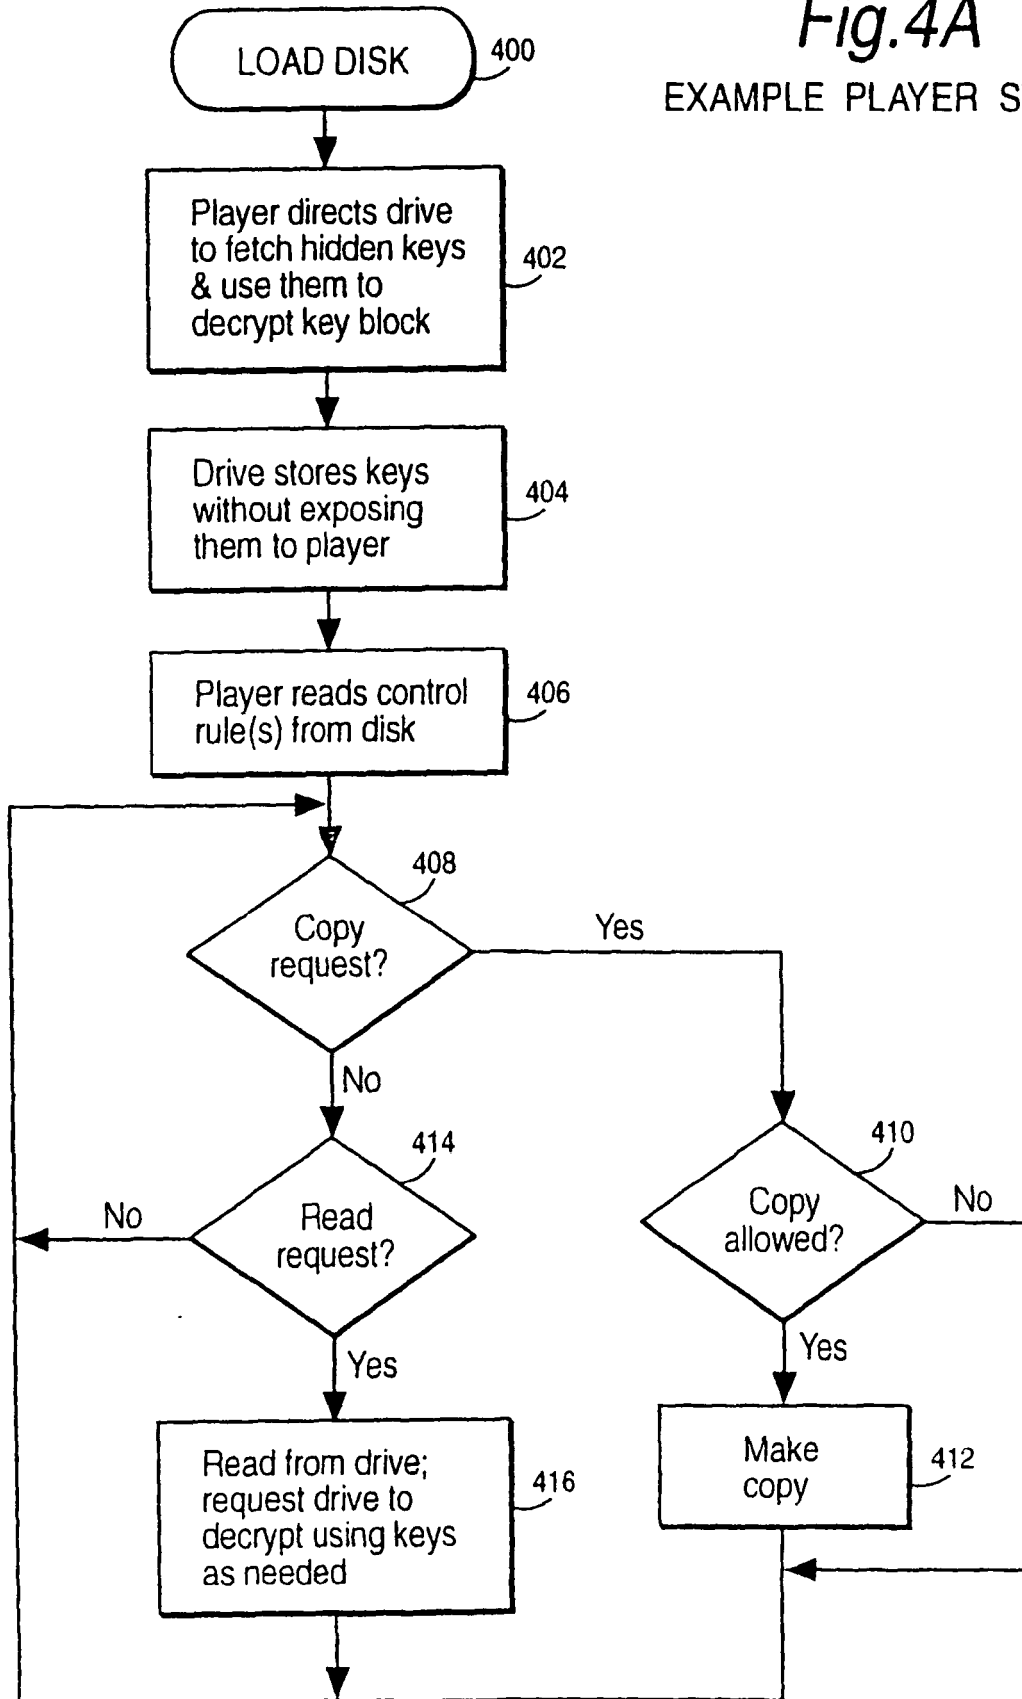 Fig.4A
EXAMPLE PLAYER S
LOAD DISK
400
Player directs drive
to fetch hidden keys
& use them to
decrypt key block
402
Drive stores keys
without exposing
them to player
404
Player reads control
rule(s) from disk
406
Copy
request?
408
Yes
No
Read
request?
414
No
Yes
Copy
allowed?
410
No
Yes
Read from drive;
request drive to
decrypt using keys
as needed
416
Make
copy
412